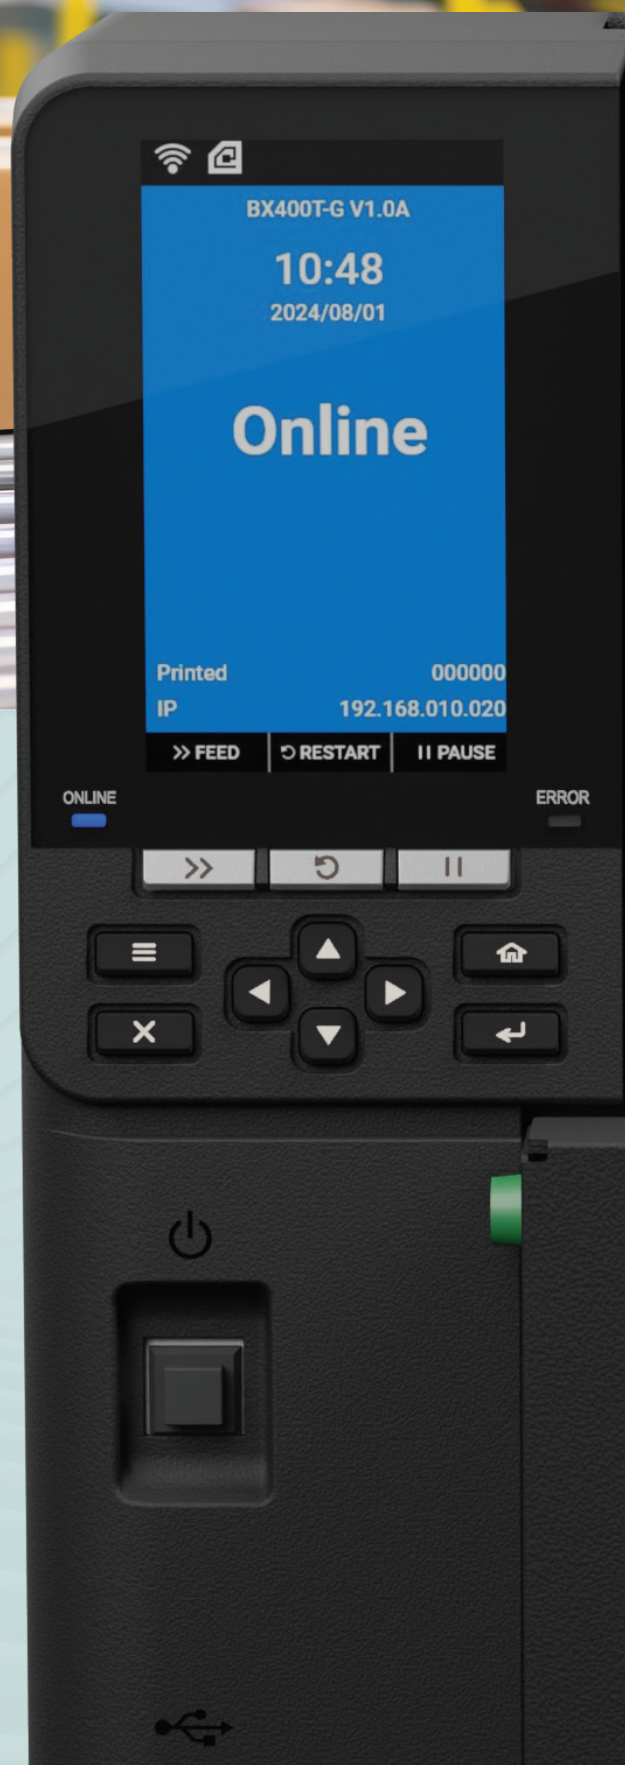 BX400T-G V1.0A
10:48
2024/08/01
Online
Printed 000000
IP 192.168.010.020
FEED RESTART PAUSE
ONLINE ERROR